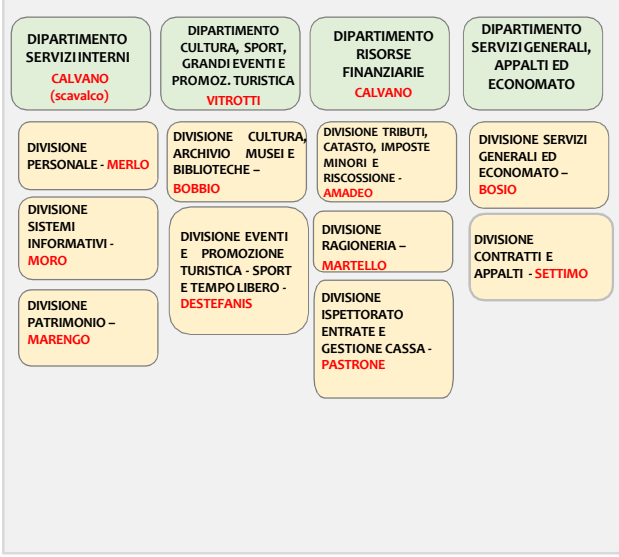 DIPARTIMENTO
SERVIZI INTERNI
CALVANO
(scavalco)
DIVISIONE
PERSONALE - MERLO
DIVISIONE
SISTEMI
INFORMATIVI -
MORO
DIVISIONE
PATRIMONIO –
MARENGO
DIPARTIMENTO
CULTURA, SPORT,
GRANDI EVENTI E
PROMOZ. TURISTICA
VITROTTI
DIVISIONE CULTURA,
ARCHIVIO MUSEI E
BIBLIOTECHE –
BOBBIO
DIVISIONE EVENTI
E PROMOZIONE
TURISTICA - SPORT
E TEMPO LIBERO -
DESTEFANIS
DIPARTIMENTO
RISORSE
FINANZIARIE
CALVANO
DIVISIONE TRIBUTI,
CATASTO, IMPOSTE
MINORI E
RISCOSSIONE -
AMADEO
DIVISIONE
RAGIONERIA –
MARTELLO
DIVISIONE
ISPETTORATO
ENTRATE E
GESTIONE CASSA -
PASTRONE
DIPARTIMENTO
SERVIZI GENERALI,
APPALTI ED
ECONOMATO
DIVISIONE SERVIZI
GENERALI ED
ECONOMATO –
BOSIO
DIVISIONE
CONTRATTI E
APPALTI - SETTIMO